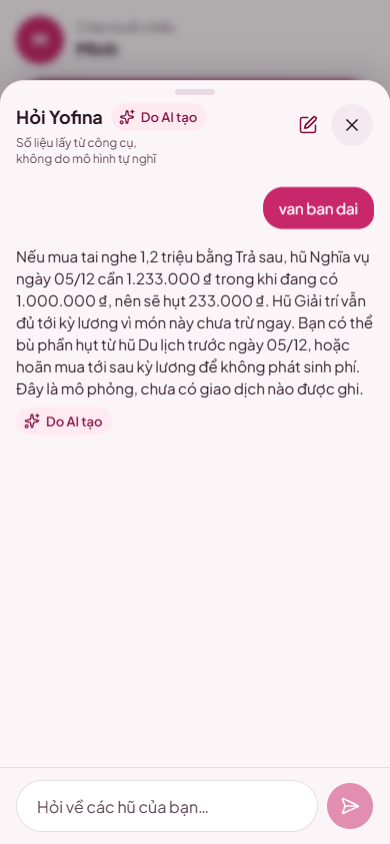 Minh
Hỏi Yofina
Do AI tạo
Số liệu lấy từ công cụ,
không do mô hình tự nghĩ
van ban dai
Nếu mua tai nghe 1,2 triệu bằng Trả sau, hũ Nghĩa vụ
ngày 05/12 cần 1.233.000 ₫ trong khi đang có
1.000.000 ₫, nên sẽ hụt 233.000 ₫. Hũ Giải trí vẫn
đủ tới kỳ lương vì món này chưa trừ ngay. Bạn có thể
bù phần hụt từ hũ Du lịch trước ngày 05/12, hoặc
hoãn mua tới sau kỳ lương để không phát sinh phí.
Đây là mô phỏng, chưa có giao dịch nào được ghi.
Do AI tạo
Hỏi về các hũ của bạn...